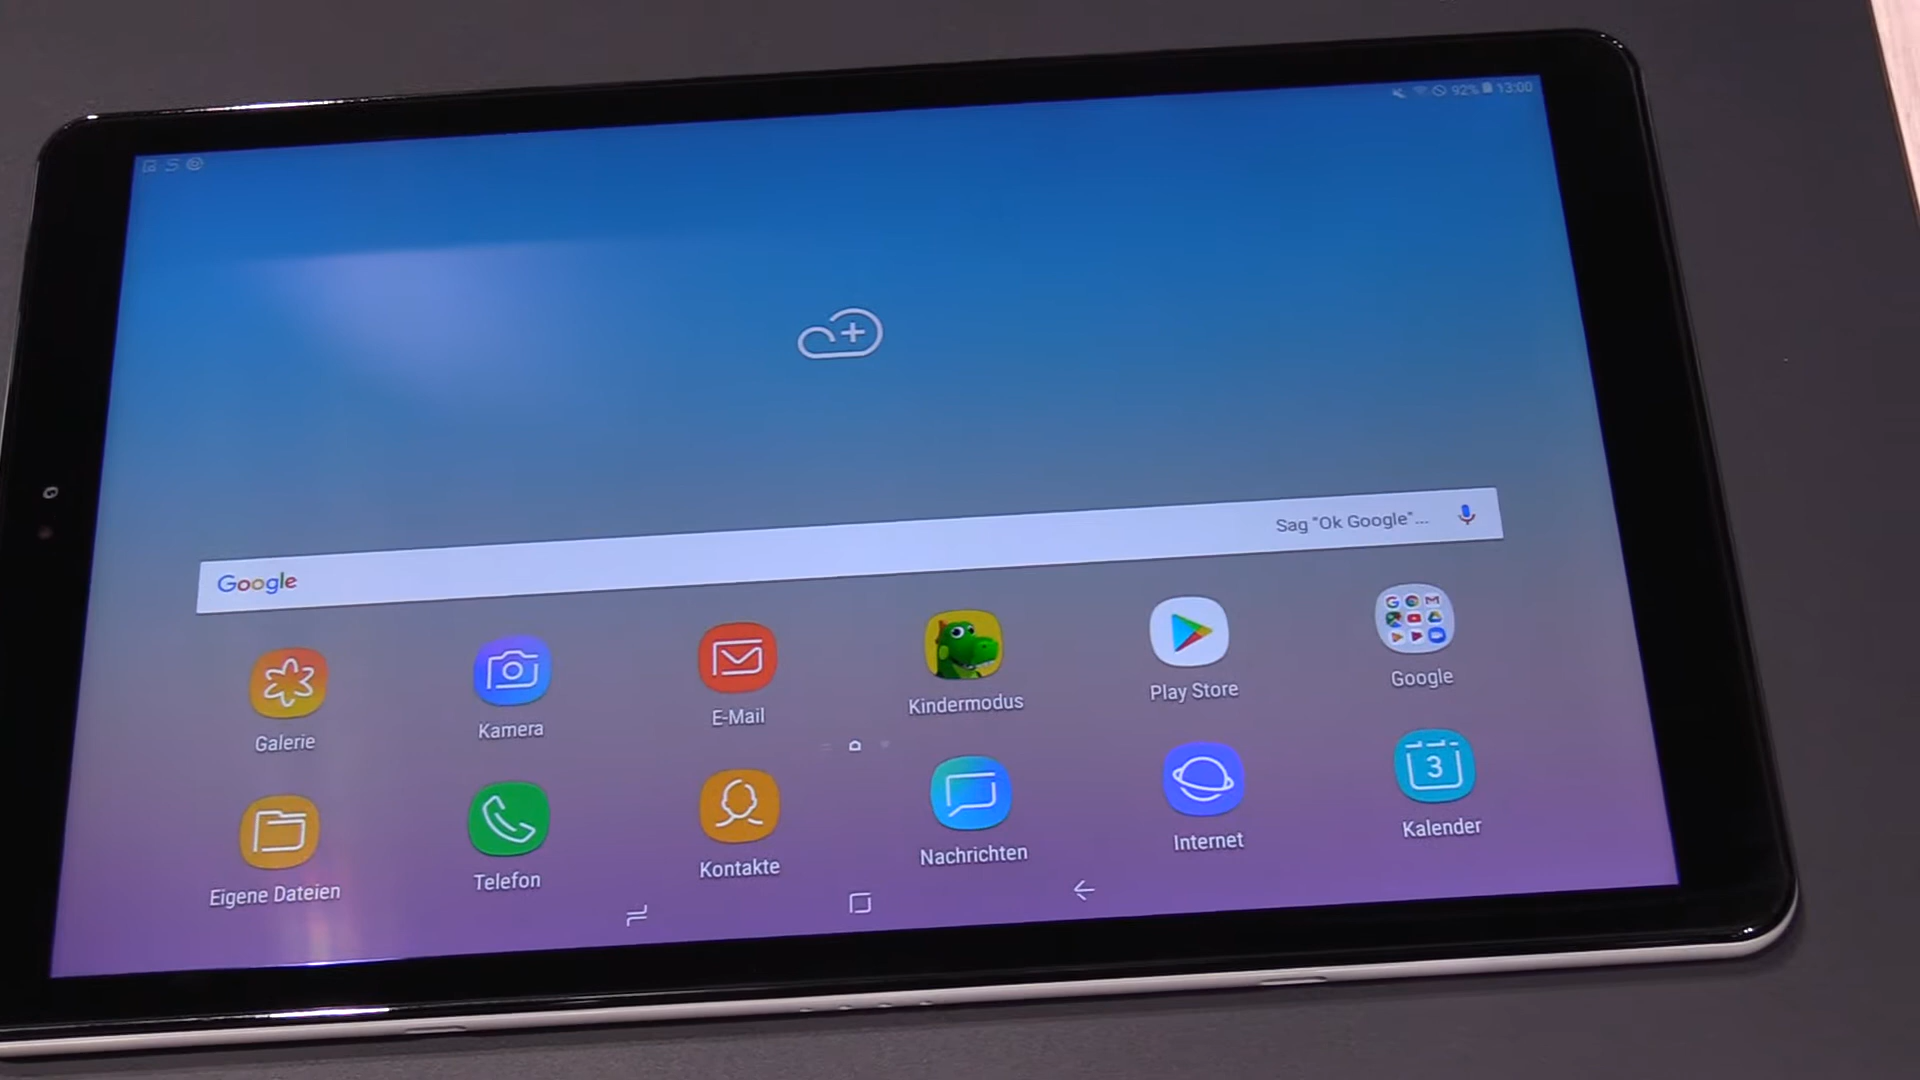 92% 13:00
Google Sag "Ok Google"...
Galerie Kamera E-Mail Kindermodus Play Store Google
3
Eigene Dateien Telefon Kontakte Nachrichten Internet Kalender